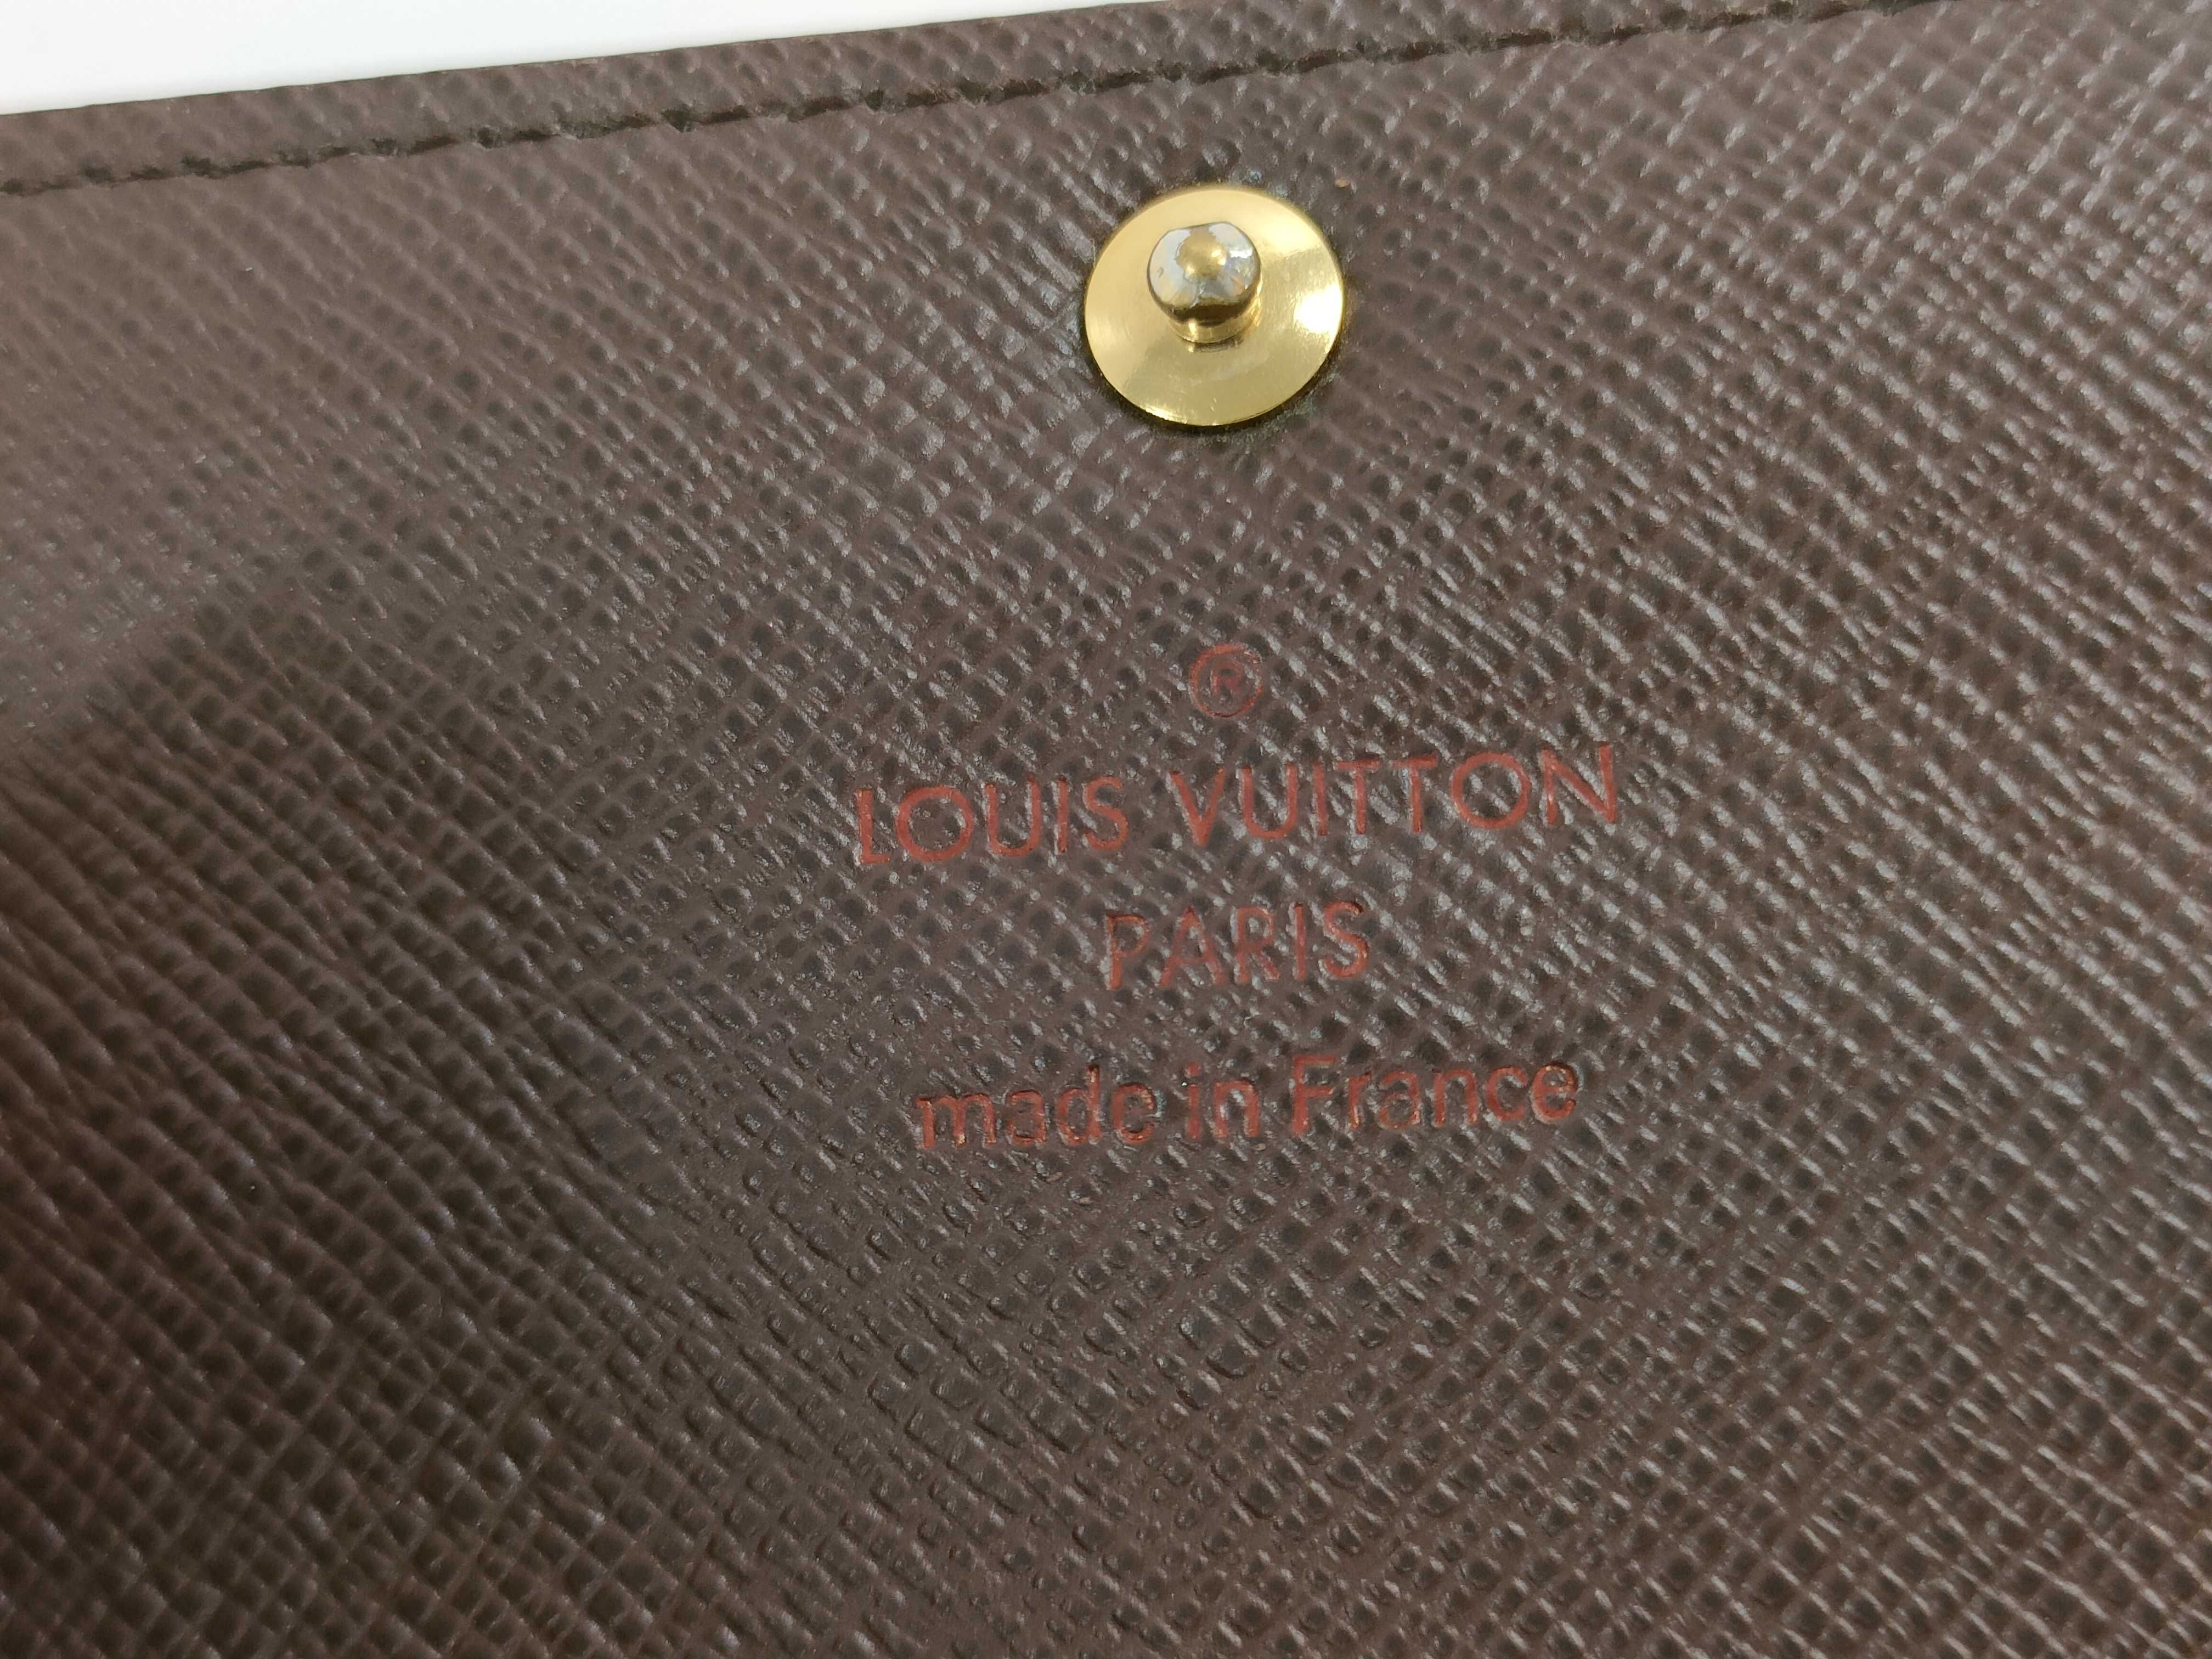 ®
LOUIS VUITTON
PARIS
made in France